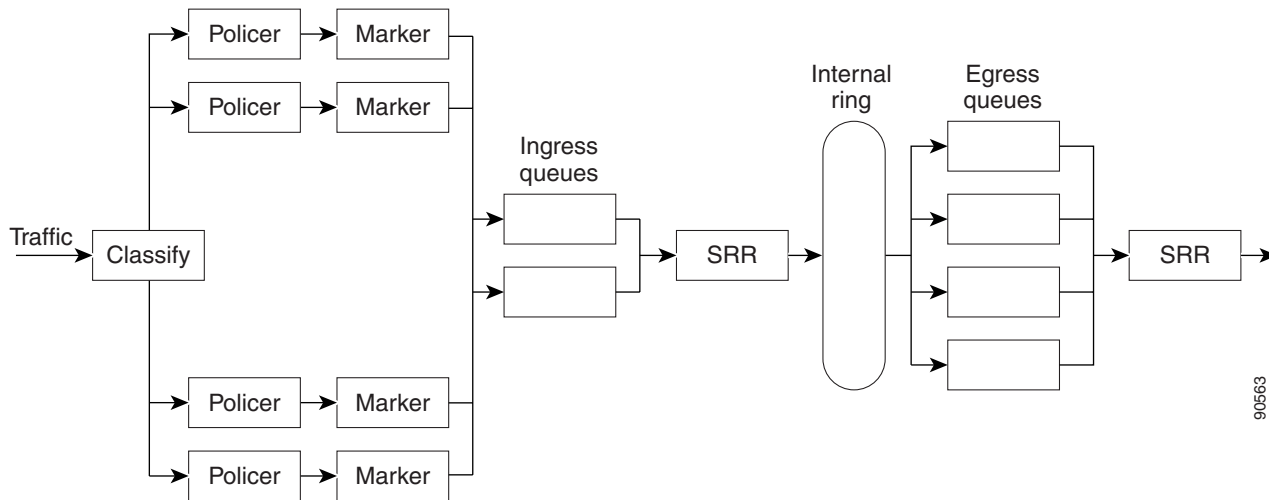 Policer
Marker
Policer
Marker
Internal
ring
Egress
queues
Ingress
queues
Traffic
Classify
SRR
SRR
Policer
Marker
Policer
Marker
90563